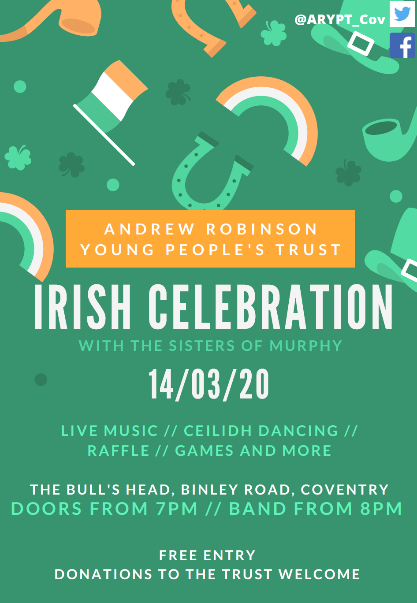 @ARYPT_Cov
ANDREW ROBINSON
YOUNG PEOPLE'S TRUST
IRISH CELEBRATION
WITH THE SISTERS OF MURPHY
14/03/20
LIVE MUSIC // CEILIDH DANCING //
RAFFLE // GAMES AND MORE
THE BULL'S HEAD, BINLEY ROAD, COVENTRY
DOORS FROM 7PM // BAND FROM 8PM
FREE ENTRY
DONATIONS TO THE TRUST WELCOME